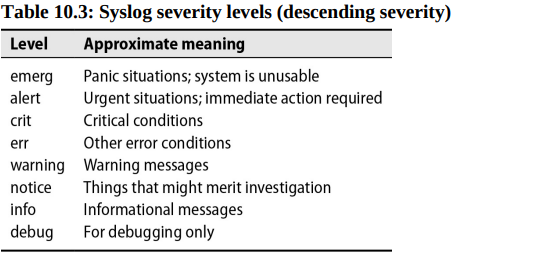 Table 10.3: Syslog severity levels (descending severity)
Level Approximate meaning
emerg Panic situations; system is unusable
alert Urgent situations; immediate action required
crit Critical conditions
err Other error conditions
warning Warning messages
notice Things that might merit investigation
info Informational messages
debug For debugging only